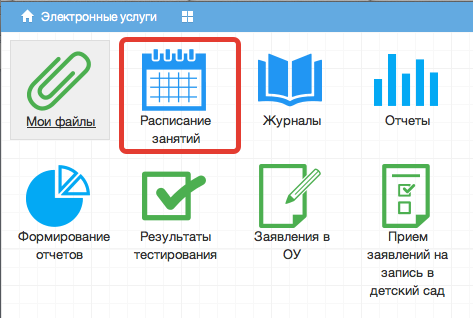 Электронные услуги
Мои файлы
Расписание
занятий
Журналы
Отчеты
Формирование
отчетов
Результаты
тестирования
Заявления в
ОУ
Прием
заявлений на
запись в
детский сад